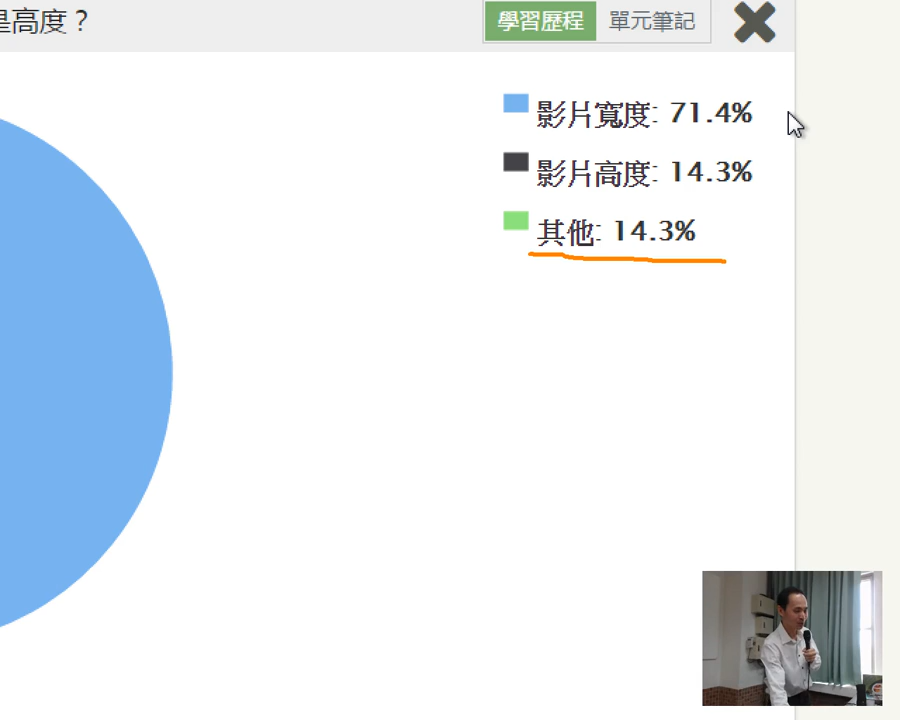 是高度？
學習歷程 單元筆記
影片寬度: 71.4%
影片高度: 14.3%
其他: 14.3%